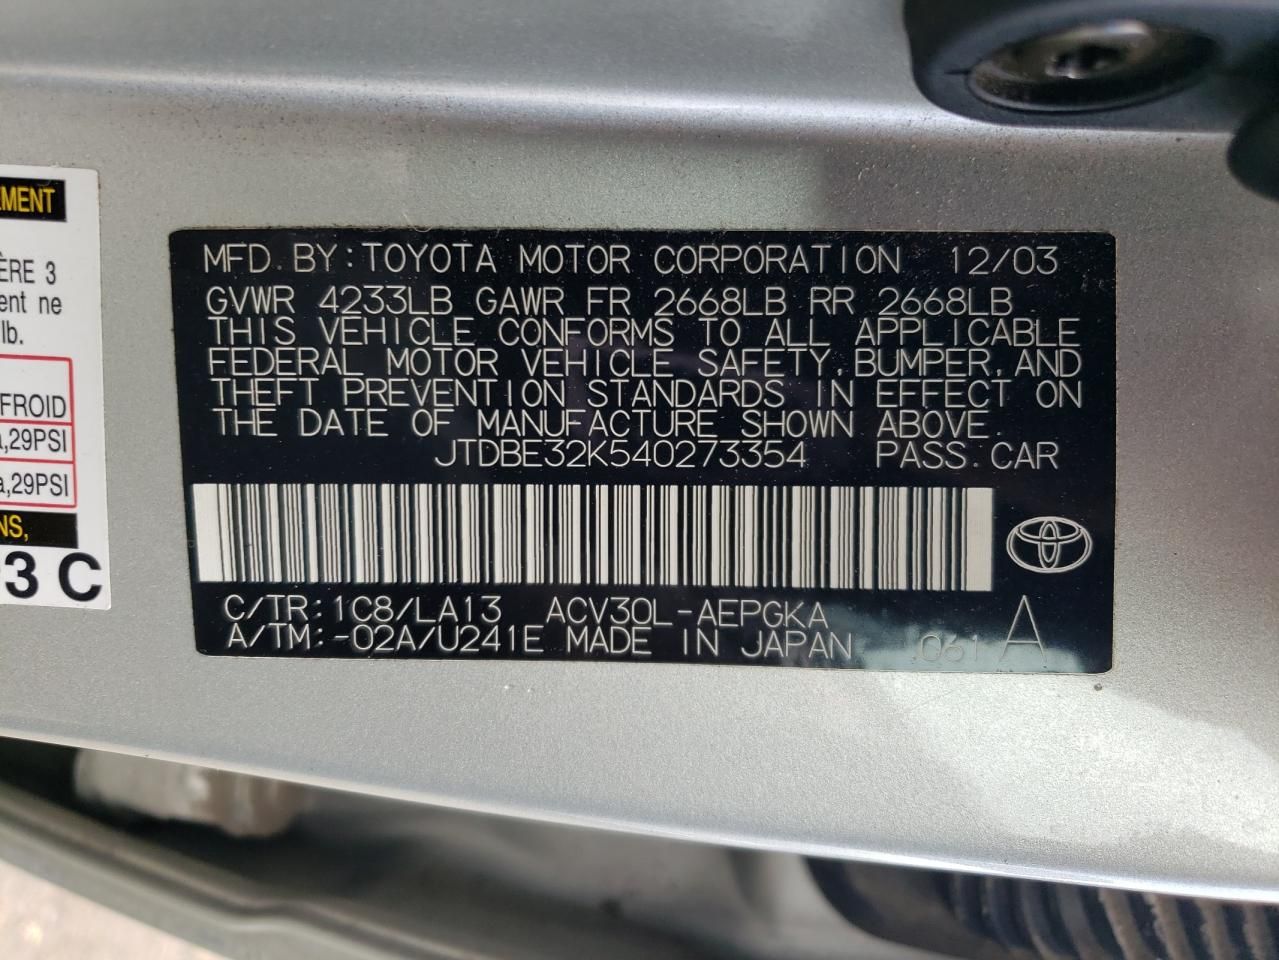 EMENT
ÈRE 3
ent ne
lb.
FROID
a,29PSI
a,29PSI
NS,
3 C
MFD. BY: TOYOTA MOTOR CORPORATION 12/03
GVWR 4233LB GAWR FR 2668LB RR 2668LB
THIS VEHICLE CONFORMS TO ALL APPLICABLE
FEDERAL MOTOR VEHICLE SAFETY, BUMPER, AND
THEFT PREVENTION STANDARDS IN EFFECT ON
THE DATE OF MANUFACTURE SHOWN ABOVE.
JTDBE32K540273354 PASS. CAR
C/TR: 1C8/LA13 ACV30L-AEPGKA
A/TM: -02A/U241E MADE IN JAPAN .061 A